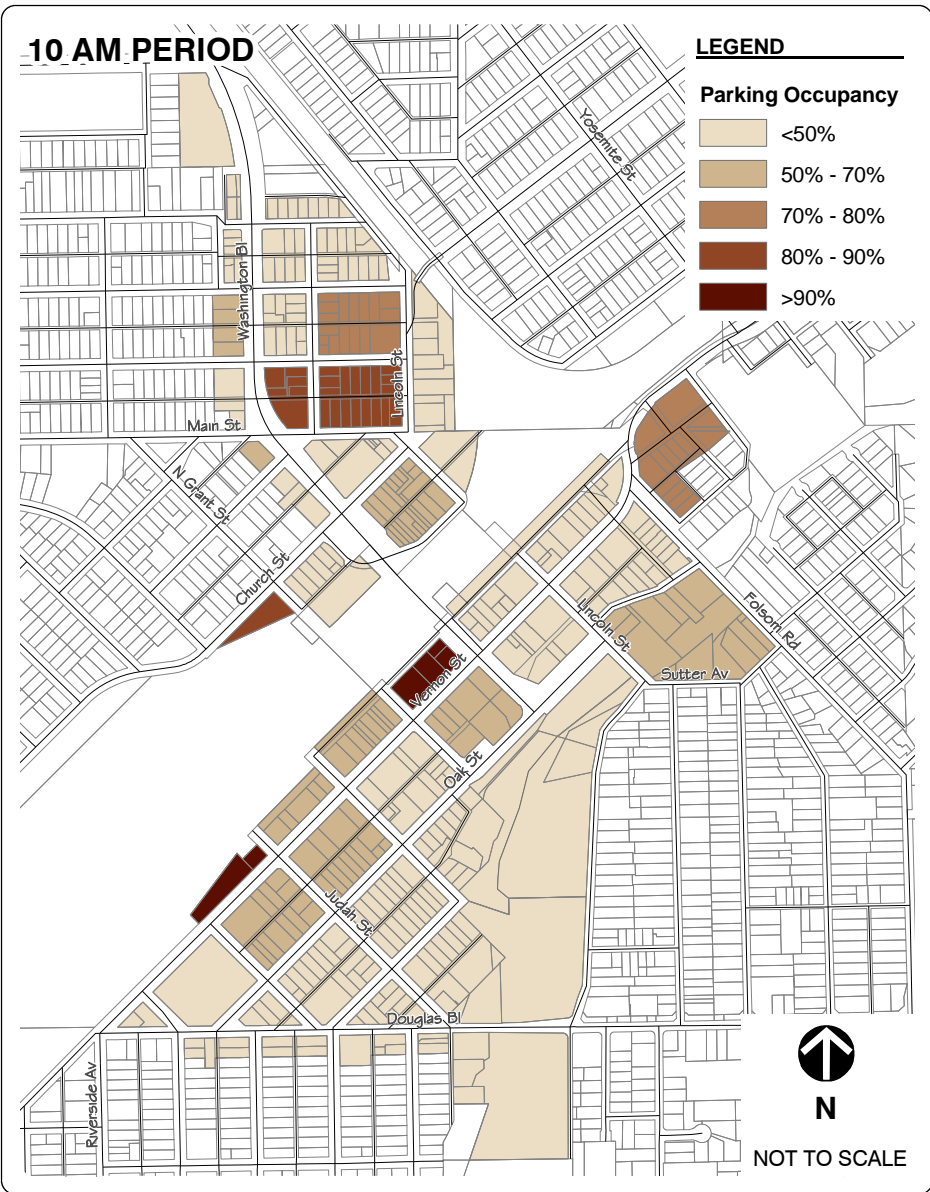 10 AM PERIOD
LEGEND
Parking Occupancy
<50%
50% - 70%
70% - 80%
80% - 90%
>90%
Yosemite St
Washington Bl
Lincoln St
Main St
N Grant St
Church St
Lincoln St
Folsom Rd
Sutter Av
Vernon St
Oak St
Judah St
Douglas Bl
Riverside Av
N
NOT TO SCALE